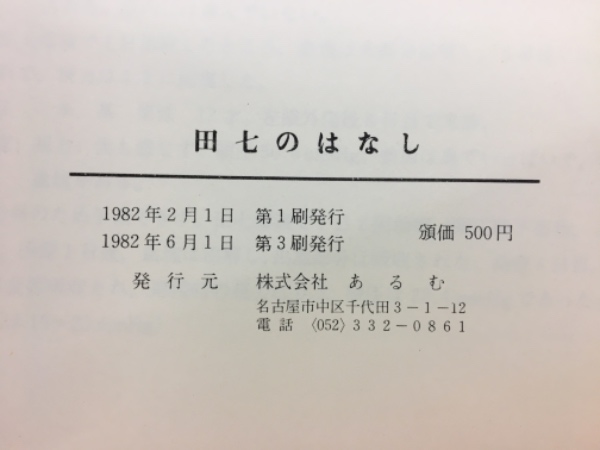 田七のはなし
1982年2月1日 第1刷発行
1982年6月1日 第3刷発行
頒価 500円
発行元 株式会社 あるむ
名古屋市中区千代田3-1-12
電話 〈052〉332-0861